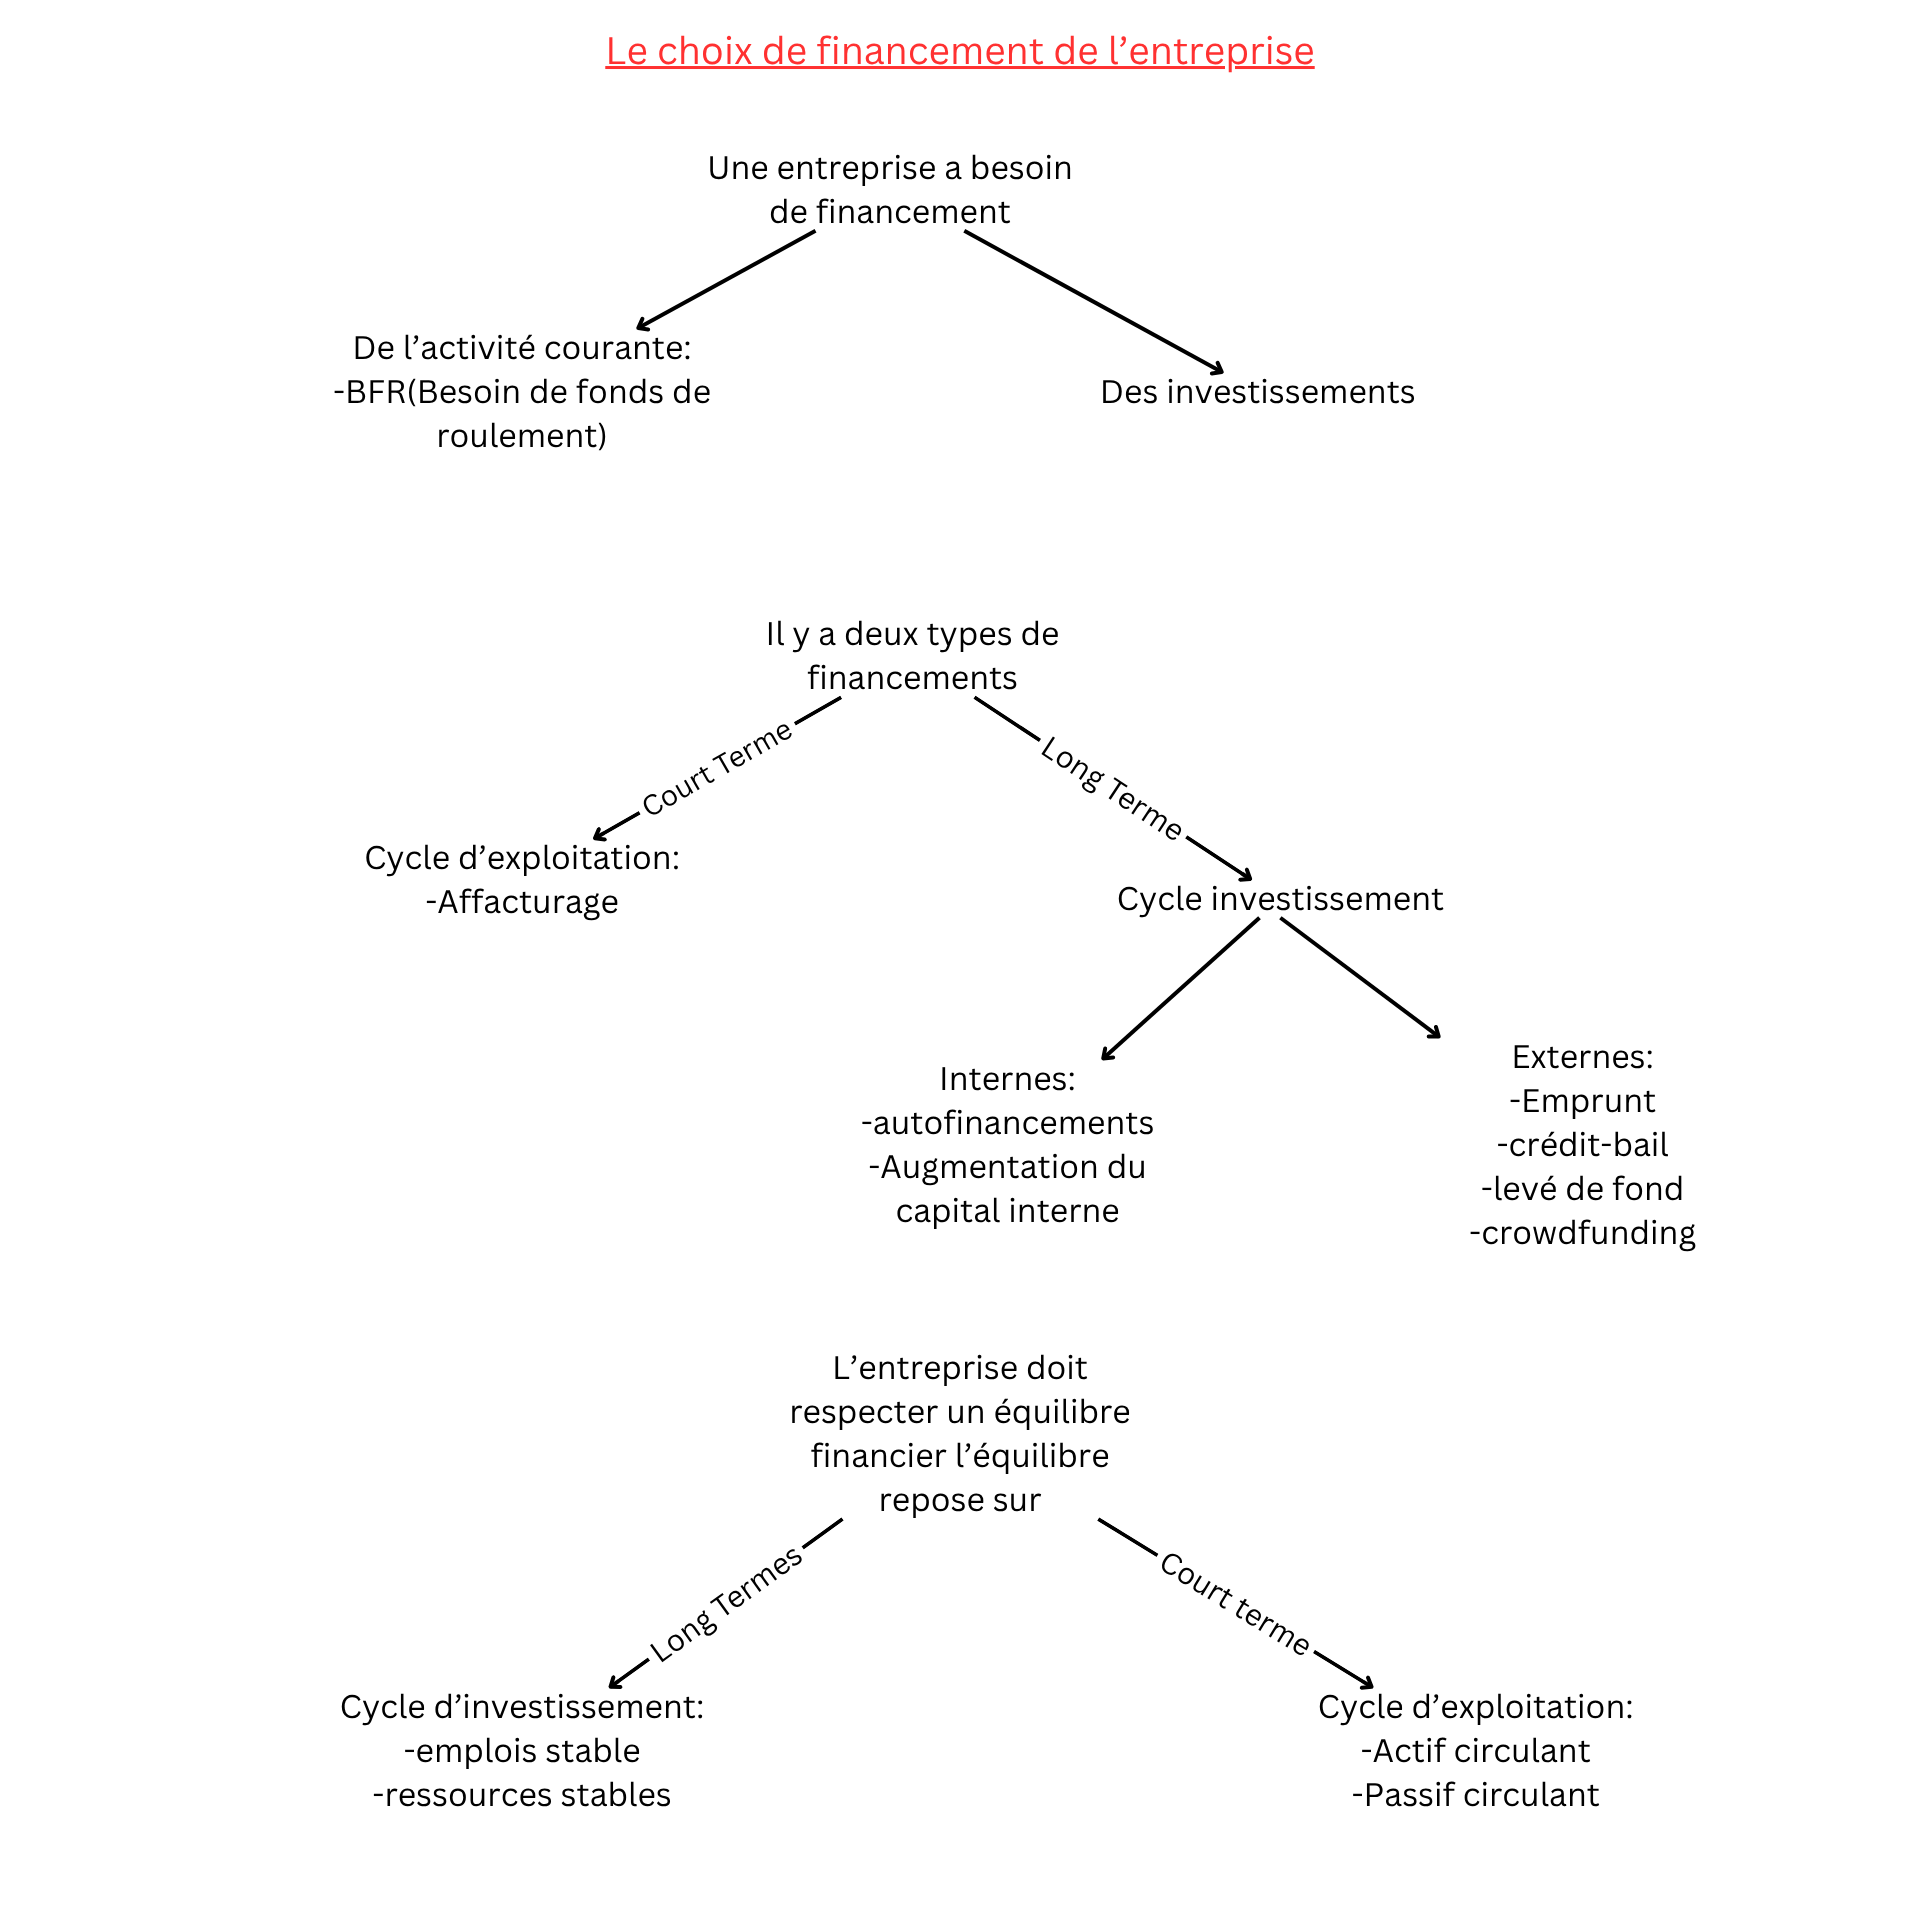 Le choix de financement de l’entreprise
Une entreprise a besoin
de financement
De l’activité courante:
-BFR(Besoin de fonds de
roulement)
Des investissements
Il y a deux types de
financements
Court Terme
Long Terme
Cycle d’exploitation:
-Affacturage
Cycle investissement
Internes:
-autofinancements
-Augmentation du
capital interne
Externes:
-Emprunt
-crédit-bail
-levé de fond
-crowdfunding
L’entreprise doit
respecter un équilibre
financier l’équilibre
repose sur
Long Termes
Court terme
Cycle d’investissement:
-emplois stable
-ressources stables
Cycle d’exploitation:
-Actif circulant
-Passif circulant